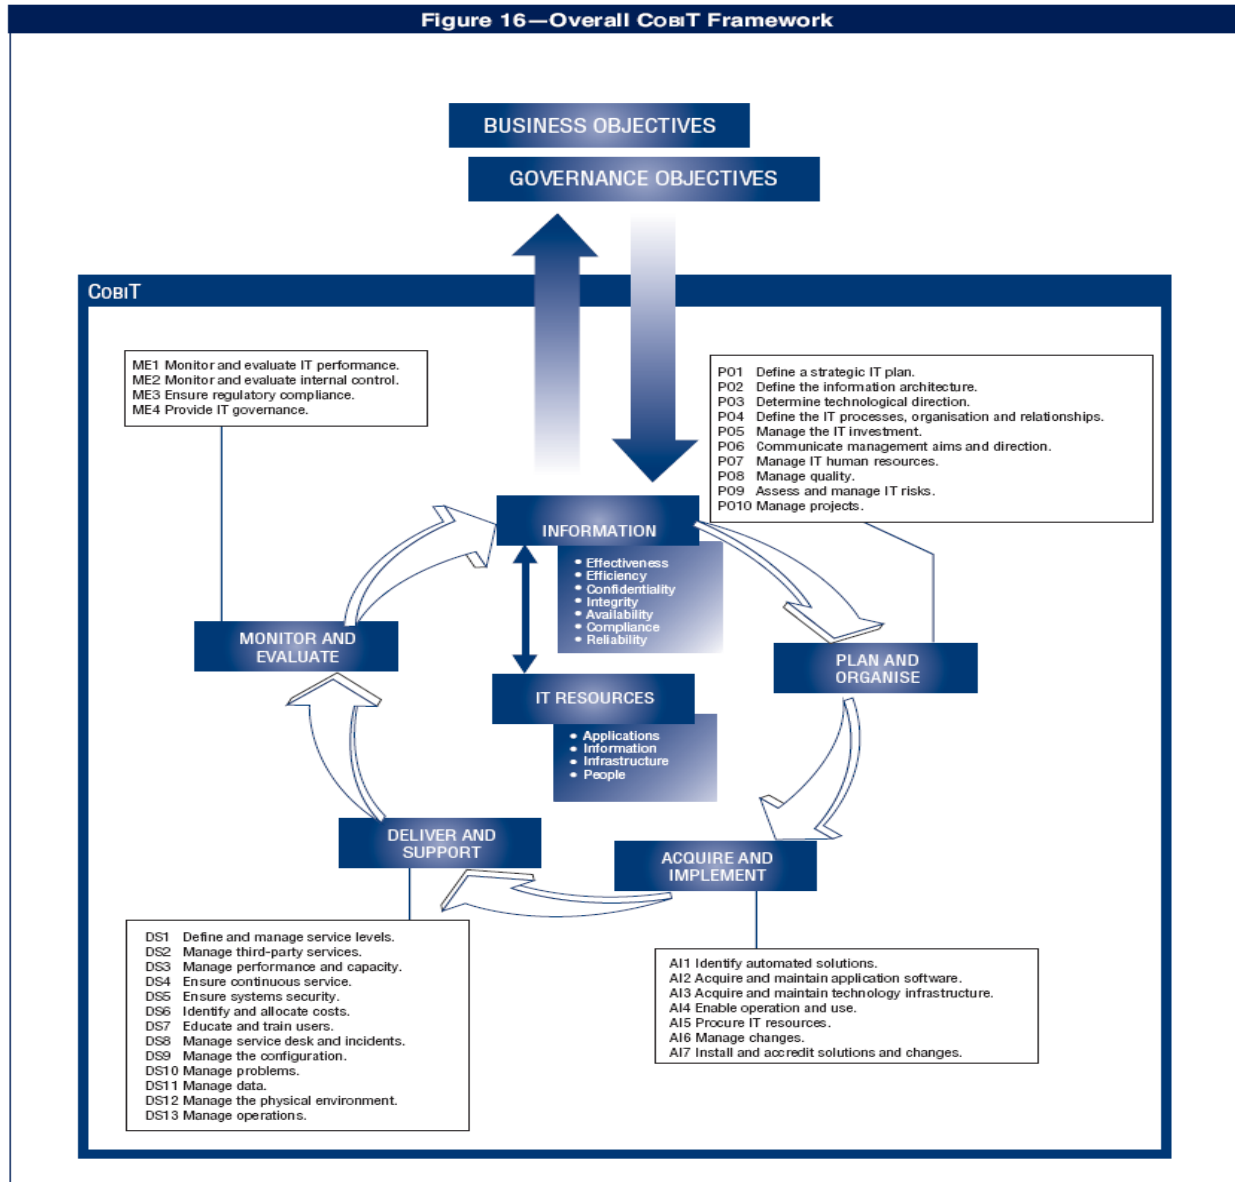 Figure 16—Overall COBIT Framework
BUSINESS OBJECTIVES
GOVERNANCE OBJECTIVES
COBIT
ME1 Monitor and evaluate IT performance.
ME2 Monitor and evaluate internal control.
ME3 Ensure regulatory compliance.
ME4 Provide IT governance.
PO1 Define a strategic IT plan.
PO2 Define the information architecture.
PO3 Determine technological direction.
PO4 Define the IT processes, organisation and relationships.
PO5 Manage the IT investment.
PO6 Communicate management aims and direction.
PO7 Manage IT human resources.
PO8 Manage quality.
PO9 Assess and manage IT risks.
PO10 Manage projects.
INFORMATION
• Effectiveness
• Efficiency
• Confidentiality
• Integrity
• Availability
• Compliance
• Reliability
MONITOR AND
EVALUATE
PLAN AND
ORGANISE
IT RESOURCES
• Applications
• Information
• Infrastructure
• People
DELIVER AND
SUPPORT
ACQUIRE AND
IMPLEMENT
DS1 Define and manage service levels.
DS2 Manage third-party services.
DS3 Manage performance and capacity.
DS4 Ensure continuous service.
DS5 Ensure systems security.
DS6 Identify and allocate costs.
DS7 Educate and train users.
DS8 Manage service desk and incidents.
DS9 Manage the configuration.
DS10 Manage problems.
DS11 Manage data.
DS12 Manage the physical environment.
DS13 Manage operations.
AI1 Identify automated solutions.
AI2 Acquire and maintain application software.
AI3 Acquire and maintain technology infrastructure.
AI4 Enable operation and use.
AI5 Procure IT resources.
AI6 Manage changes.
AI7 Install and accredit solutions and changes.